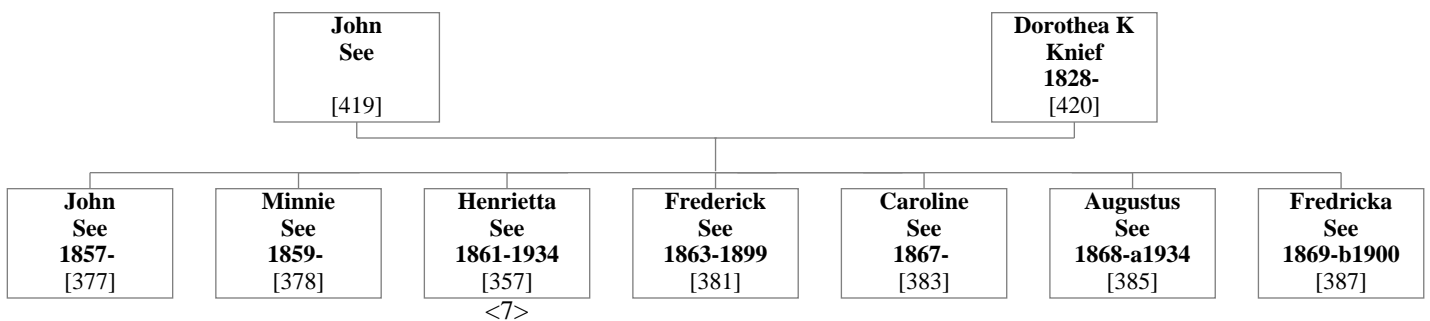 John
See
[419]
Dorothea K
Knief
1828-
[420]
John
See
1857-
[377]
Minnie
See
1859-
[378]
Henrietta
See
1861-1934
[357]
<7>
Frederick
See
1863-1899
[381]
Caroline
See
1867-
[383]
Augustus
See
1868-a1934
[385]
Fredricka
See
1869-b1900
[387]